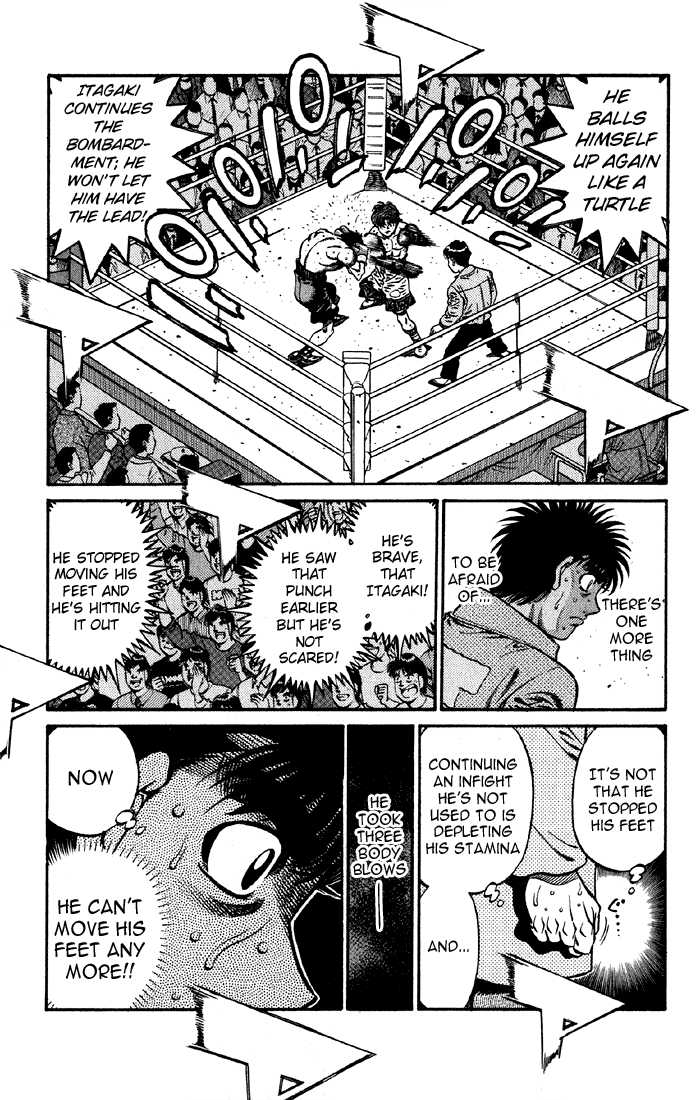 HE
BALLS
HIMSELF
UP AGAIN
LIKE A
TURTLE
ITAGAKI
CONTINUES
THE
BOMBARD-
MENT; HE
WON'T LET
HIM HAVE
THE LEAD!
THERE'S
ONE
MORE
THING
TO BE
AFRAID
OF...
HE'S
BRAVE,
THAT
ITAGAKI!
HE SAW
THAT
PUNCH
EARLIER
BUT HE'S
NOT
SCARED!
HE STOPPED
MOVING HIS
FEET AND
HE'S HITTING
IT OUT
IT'S NOT
THAT HE
STOPPED
HIS FEET
CONTINUING
AN INFIGHT
HE'S NOT
USED TO IS
DEPLETING
HIS STAMINA
AND...
HE
TOOK
THREE
BODY
BLOWS
NOW
HE CAN'T
MOVE HIS
FEET ANY
MORE!!